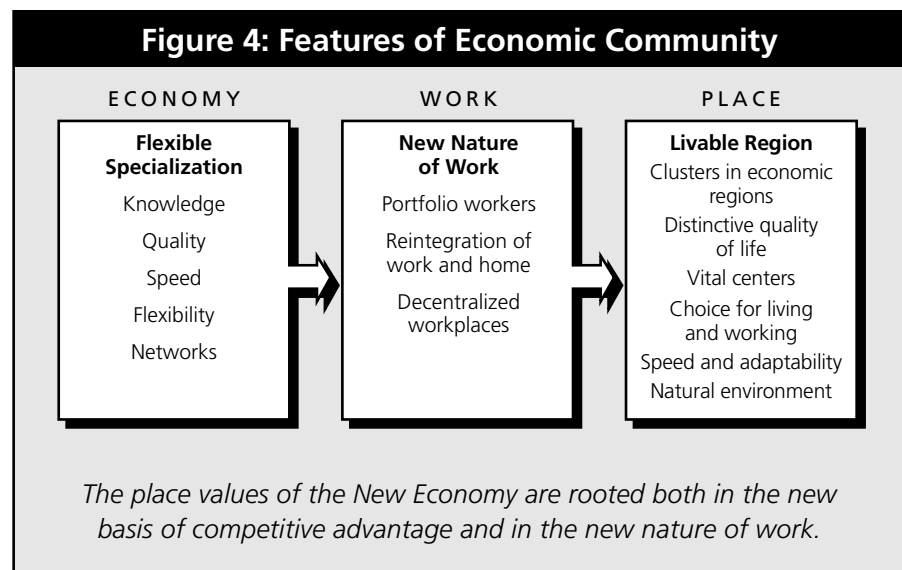 Figure 4: Features of Economic Community
ECONOMY
Flexible
Specialization
Knowledge
Quality
Speed
Flexibility
Networks
WORK
New Nature
of Work
Portfolio workers
Reintegration of
work and home
Decentralized
workplaces
PLACE
Livable Region
Clusters in economic
regions
Distinctive quality
of life
Vital centers
Choice for living
and working
Speed and adaptability
Natural environment
The place values of the New Economy are rooted both in the new
basis of competitive advantage and in the new nature of work.